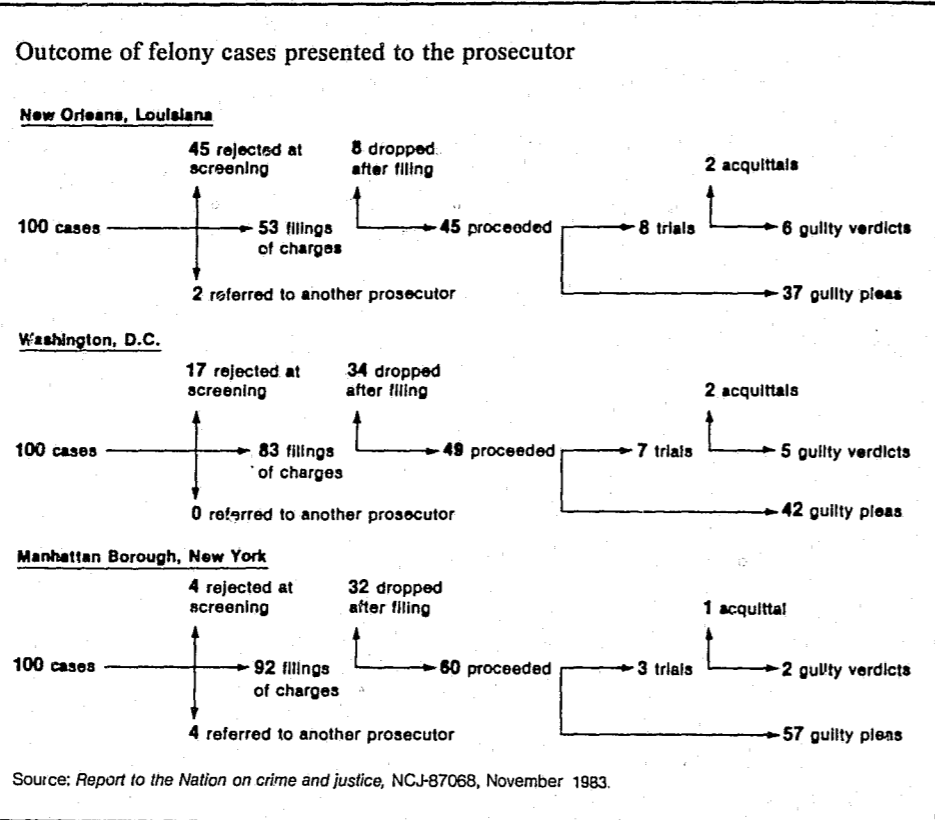 Outcome of felony cases presented to the prosecutor
New Orleans, Louisiana
45 rejected at
screening
8 dropped
after filing
2 acquittals
100 cases
53 filings
of charges
45 proceeded
8 trials
6 guilty verdicts
2 referred to another prosecutor
37 guilty pleas
Washington, D.C.
17 rejected at
screening
34 dropped
after filing
2 acquittals
100 cases
83 filings
of charges
49 proceeded
7 trials
5 guilty verdicts
0 referred to another prosecutor
42 guilty pleas
Manhattan Borough, New York
4 rejected at
screening
32 dropped
after filing
1 acquittal
100 cases
92 filings
of charges
60 proceeded
3 trials
2 guilty verdicts
4 referred to another prosecutor
57 guilty pleas
Source: Report to the Nation on crime and justice, NCJ-87068, November 1983.